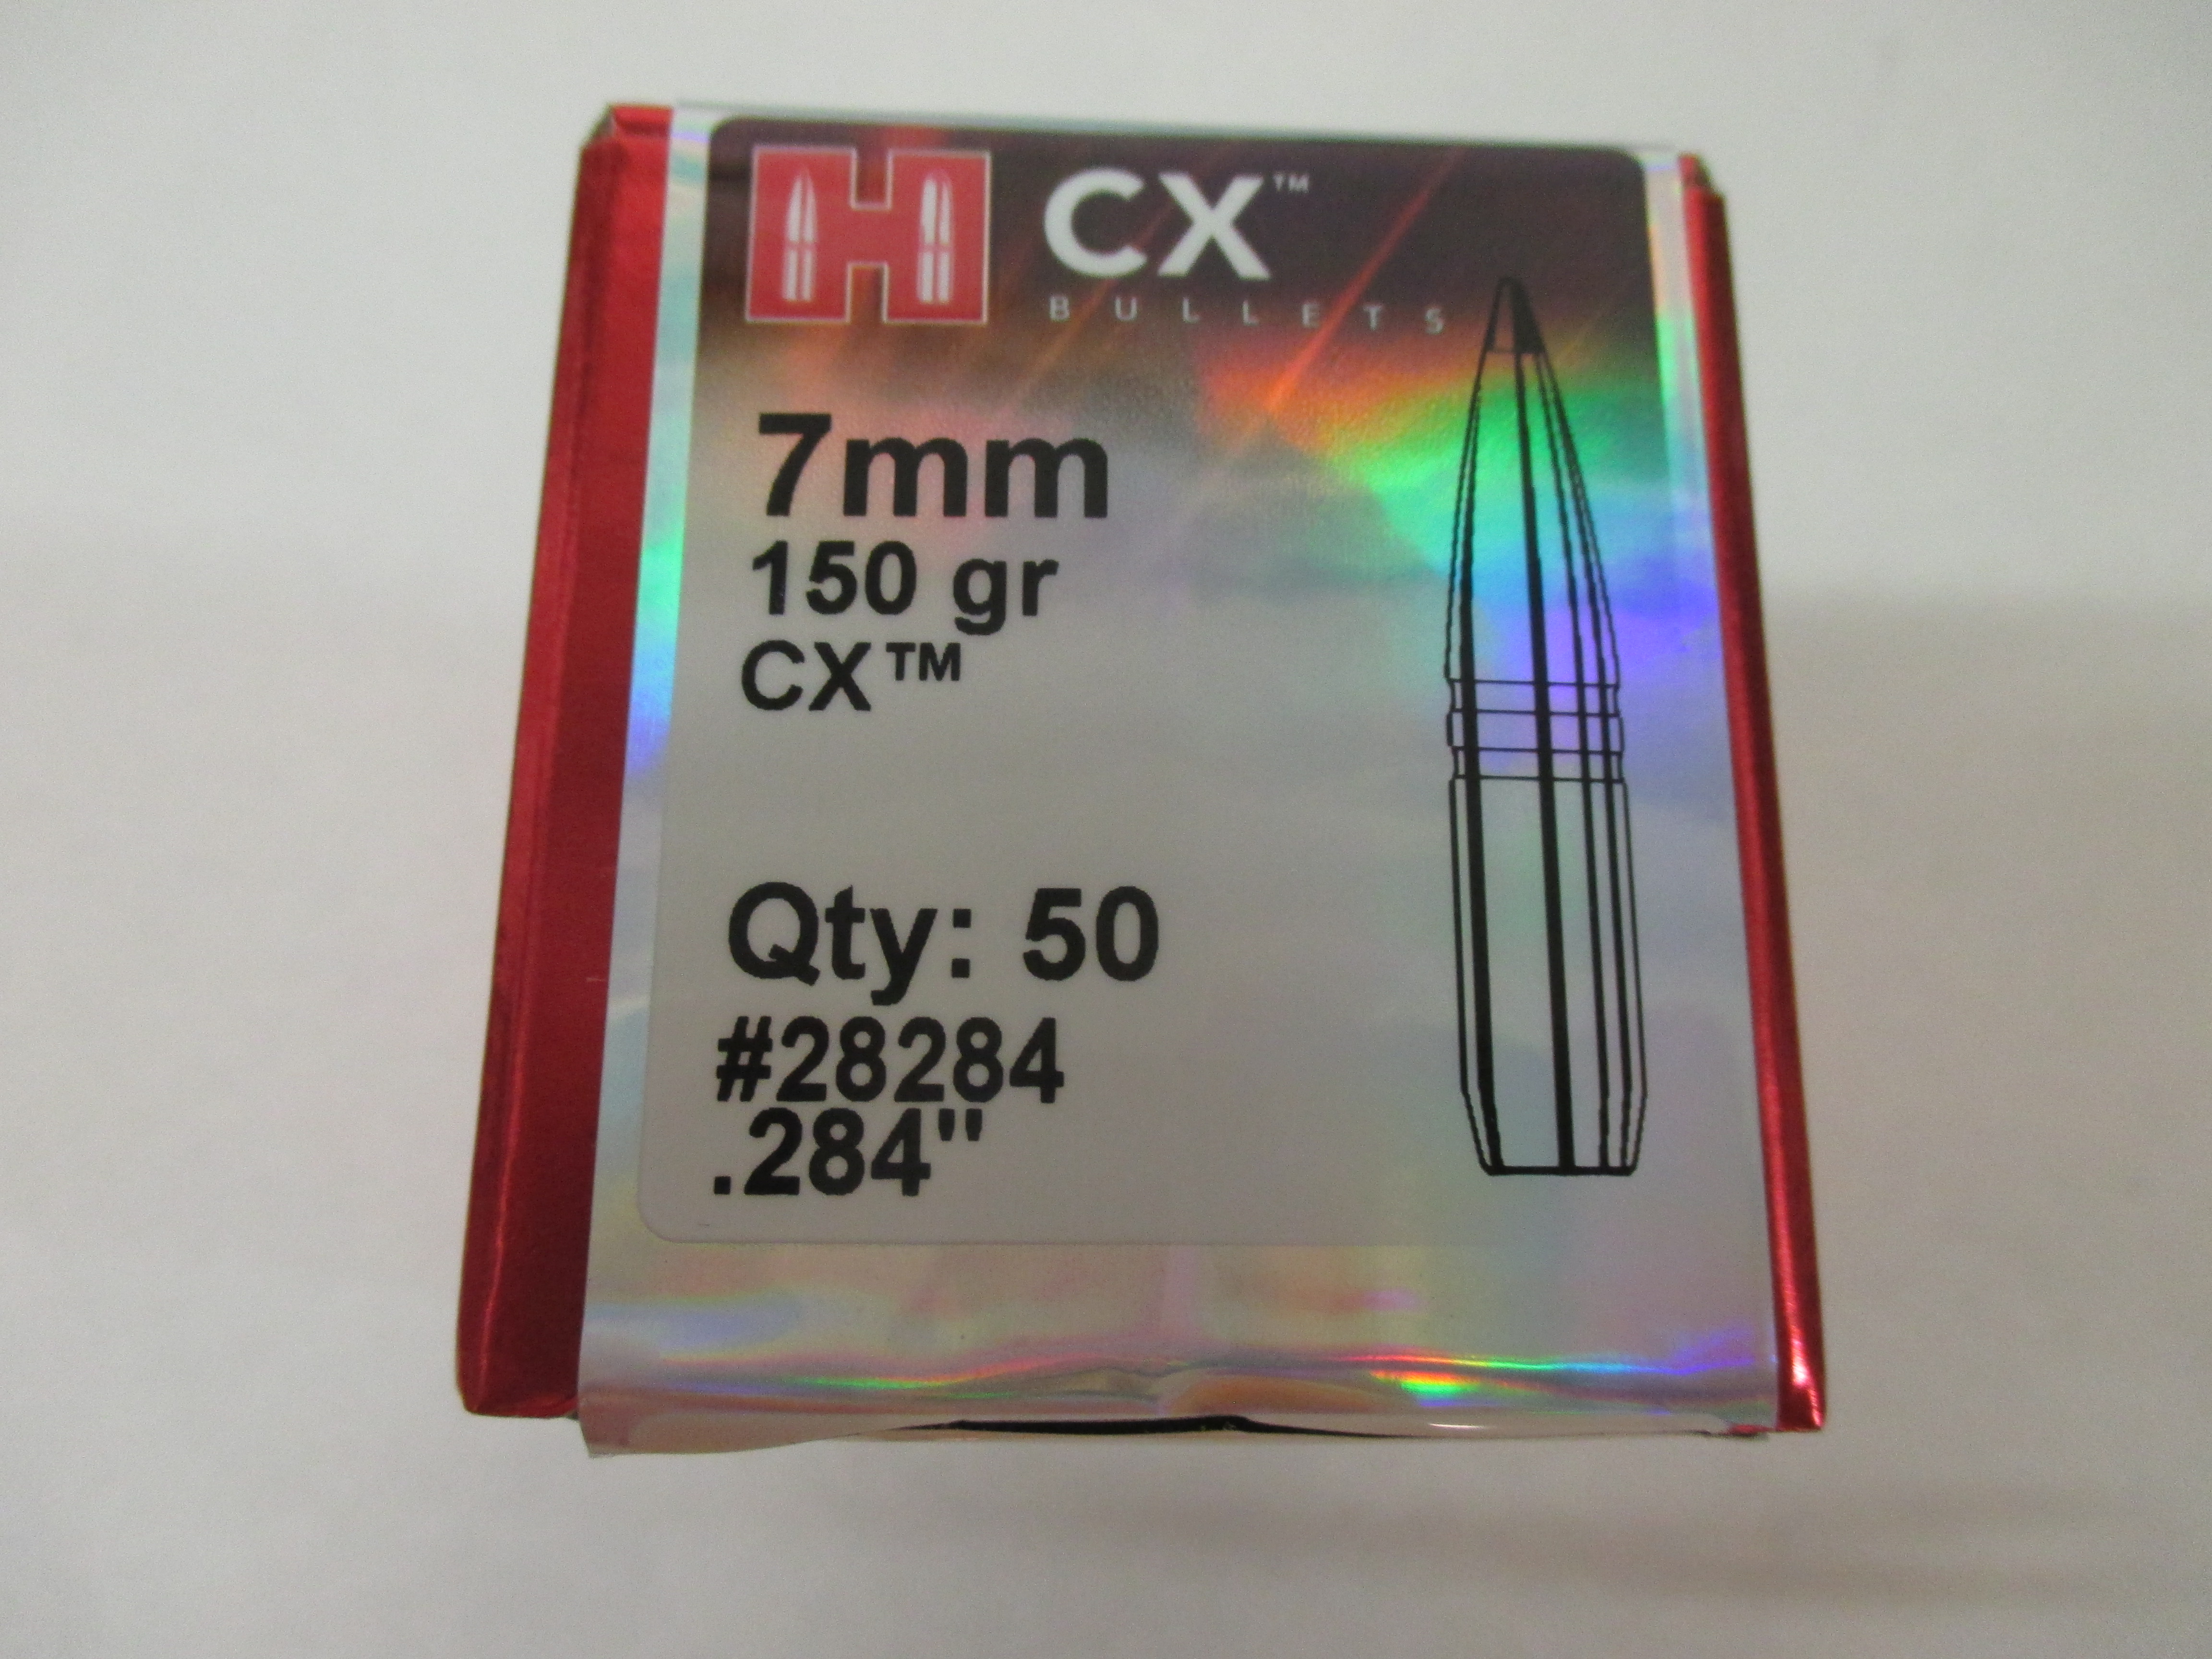 H CX™
BULLETS
7mm
150 gr
CX™
Qty: 50
#28284
.284"